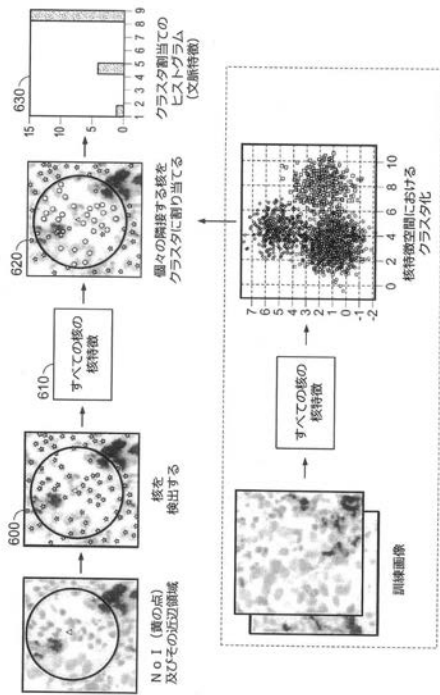 NoI (黄の点)
及びその近辺領域
600
核を
検出する
610
すべての核の
核特徴
620
個々の隣接する核を
クラスタに割り当てる
630
15
10
5
0
1 2 3 4 5 6 7 8 9
クラスタ割当ての
ヒストグラム
(文脈特徴)
訓練画像
すべての核の
核特徴
7
6
5
4
3
2
1
0
-1
-2
0 2 4 6 8 10
核特徴空間における
クラスタ化